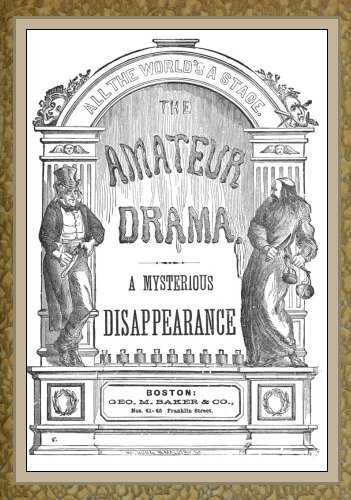 ALL THE WORLD'S A STAGE.
THE
AMATEUR
DRAMA.
A MYSTERIOUS
DISAPPEARANCE
BOSTON:
GEO. M. BAKER & CO.,
Nos. 41-45 Franklin Street.